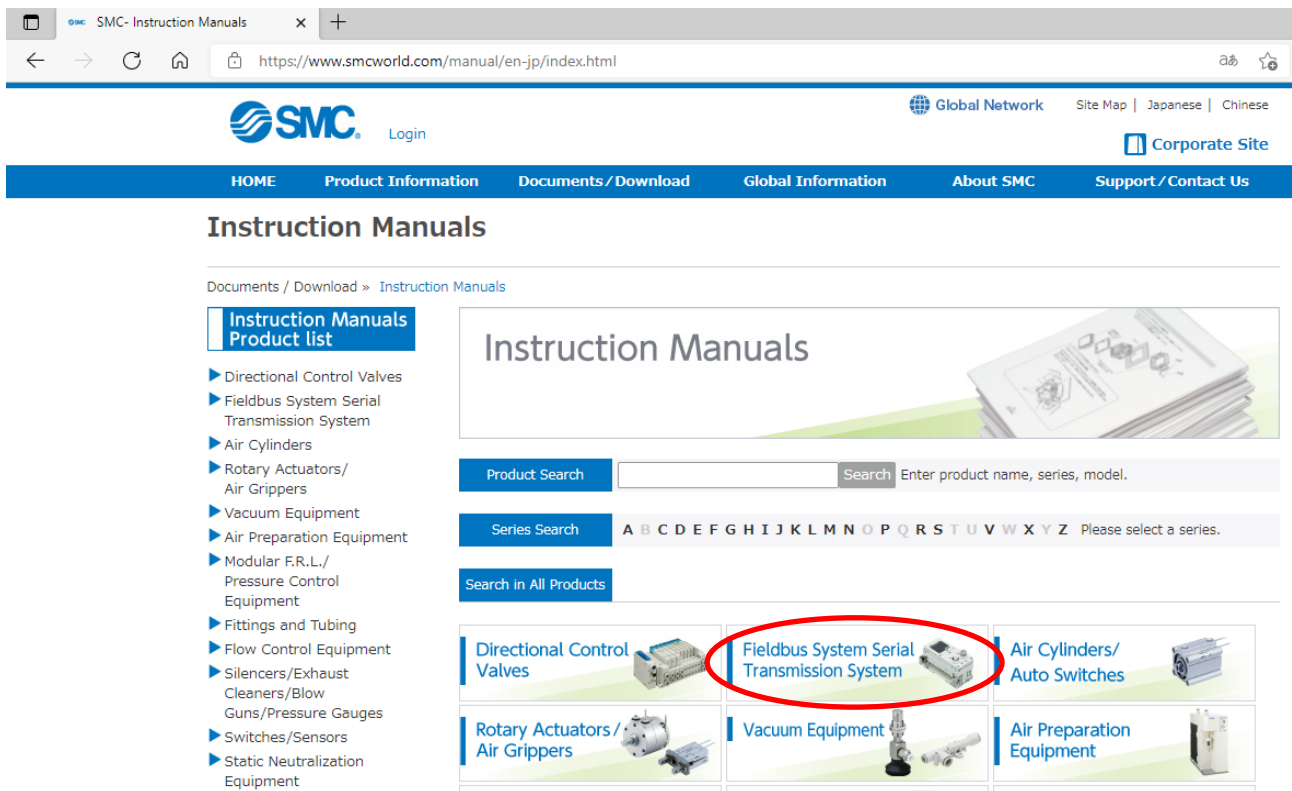 SMC- Instruction Manuals
https://www.smcworld.com/manual/en-jp/index.html
aあ
SMC.
Login
Global Network
Site Map | Japanese | Chinese
Corporate Site
HOME Product Information Documents/Download Global Information About SMC Support/Contact Us
Instruction Manuals
Documents / Download » Instruction Manuals
Instruction Manuals
Product list
Directional Control Valves
Fieldbus System Serial
Transmission System
Air Cylinders
Rotary Actuators/
Air Grippers
Vacuum Equipment
Air Preparation Equipment
Modular F.R.L./
Pressure Control
Equipment
Fittings and Tubing
Flow Control Equipment
Silencers/Exhaust
Cleaners/Blow
Guns/Pressure Gauges
Switches/Sensors
Static Neutralization
Equipment
Instruction Manuals
Product Search Search Enter product name, series, model.
Series Search A B C D E F G H I J K L M N O P Q R S T U V W X Y Z Please select a series.
Search in All Products
Directional Control
Valves
Fieldbus System Serial
Transmission System
Air Cylinders/
Auto Switches
Rotary Actuators/
Air Grippers
Vacuum Equipment
Air Preparation
Equipment